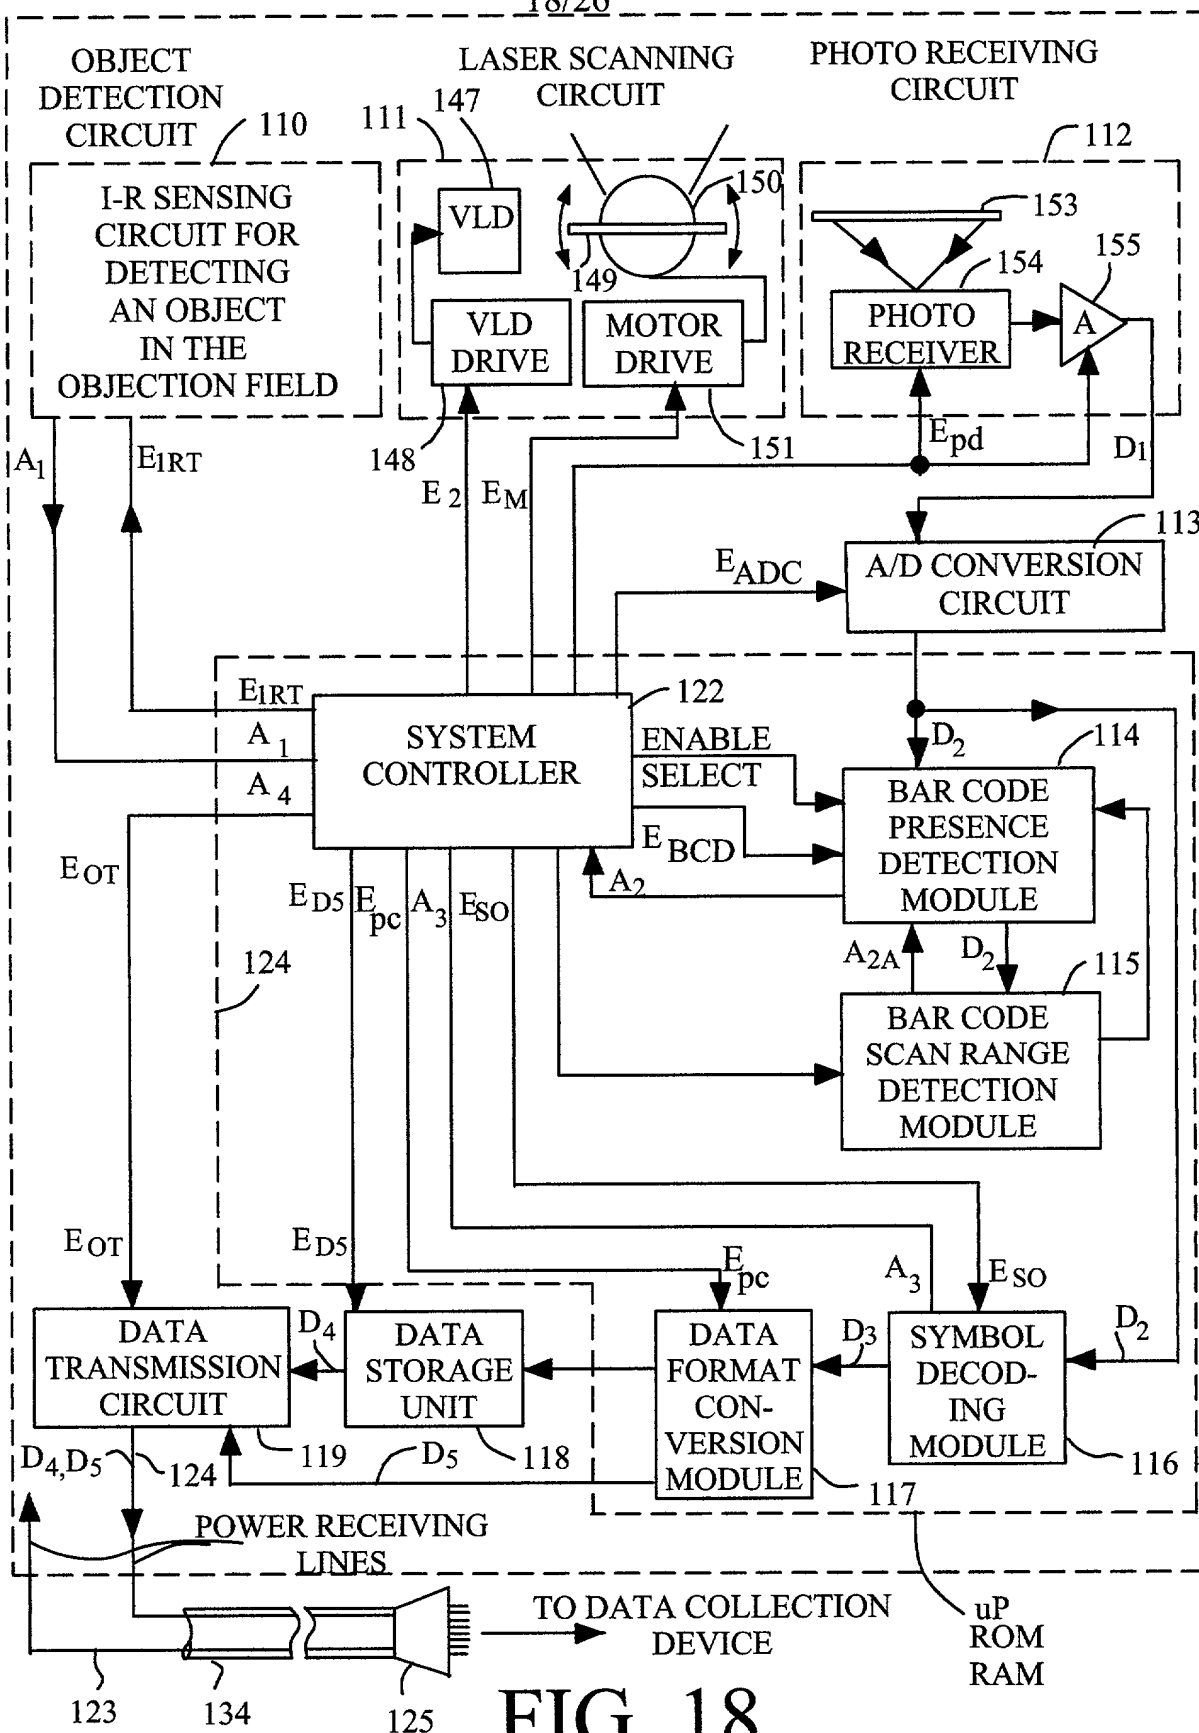 18/26
OBJECT
DETECTION
CIRCUIT
110
LASER SCANNING
CIRCUIT
147
111
PHOTO RECEIVING
CIRCUIT
112
I-R SENSING
CIRCUIT FOR
DETECTING
AN OBJECT
IN THE
OBJECTION FIELD
VLD
150
149
VLD
DRIVE
MOTOR
DRIVE
148
151
153
154
155
PHOTO
RECEIVER
A
A1
EIRT
E2
EM
Epd
D1
113
A/D CONVERSION
CIRCUIT
EADC
EIRT
A1
A4
122
SYSTEM
CONTROLLER
ENABLE
SELECT
EBCD
A2
D2
114
BAR CODE
PRESENCE
DETECTION
MODULE
EOT
ED5
Epc
A3
ESO
124
A2A
D2
115
BAR CODE
SCAN RANGE
DETECTION
MODULE
EOT
ED5
Epc
A3
ESO
D2
DATA
TRANSMISSION
CIRCUIT
D4
DATA
STORAGE
UNIT
DATA
FORMAT
CON-
VERSION
MODULE
D3
SYMBOL
DECOD-
ING
MODULE
D4,D5
124
119
D5
118
117
116
POWER RECEIVING
LINES
TO DATA COLLECTION
DEVICE
uP
ROM
RAM
123
134
125
FIG. 18